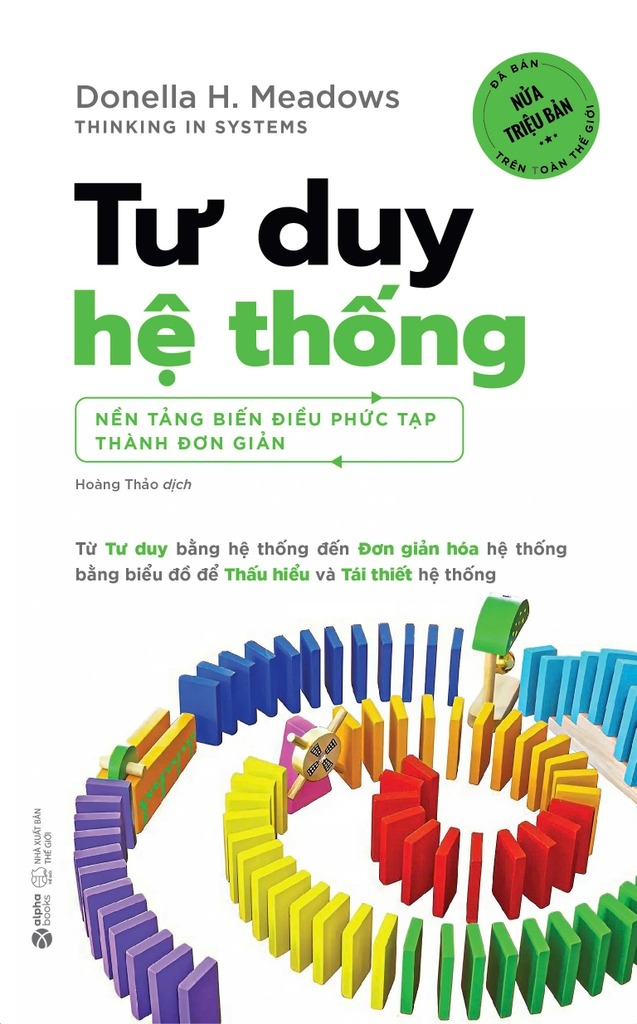 Donella H. Meadows
THINKING IN SYSTEMS
ĐÃ BÁN
NỬA
TRIỆU BẢN
TRÊN TOÀN THẾ GIỚI
Tư duy
hệ thống
NỀN TẢNG BIẾN ĐIỀU PHỨC TẠP
THÀNH ĐƠN GIẢN
Hoàng Thảo dịch
Từ Tư duy bằng hệ thống đến Đơn giản hóa hệ thống
bằng biểu đồ để Thấu hiểu và Tái thiết hệ thống
alpha
books
NHÀ XUẤT BẢN
THẾ GIỚI